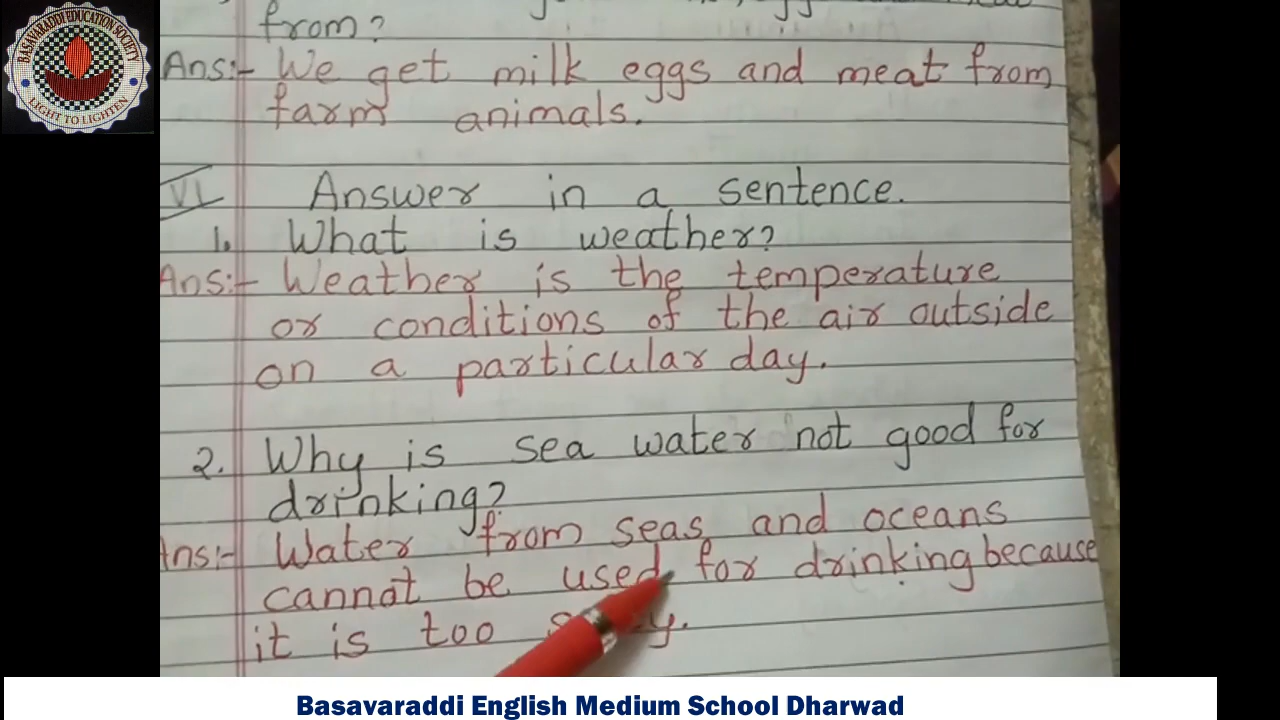 BASAVARADDI EDUCATION SOCIETY
LIGHT TO LIGHTEN
from?
Ans:- We get milk eggs and meat from
farm animals.
VI Answer in a sentence.
1. What is weather?
Ans:- Weather is the temperature
or conditions of the air outside
on a particular day.
2. Why is sea water not good for
drinking?
Ans:- Water from seas and oceans
cannot be used for drinking because
it is too
Basavaraddi English Medium School Dharwad